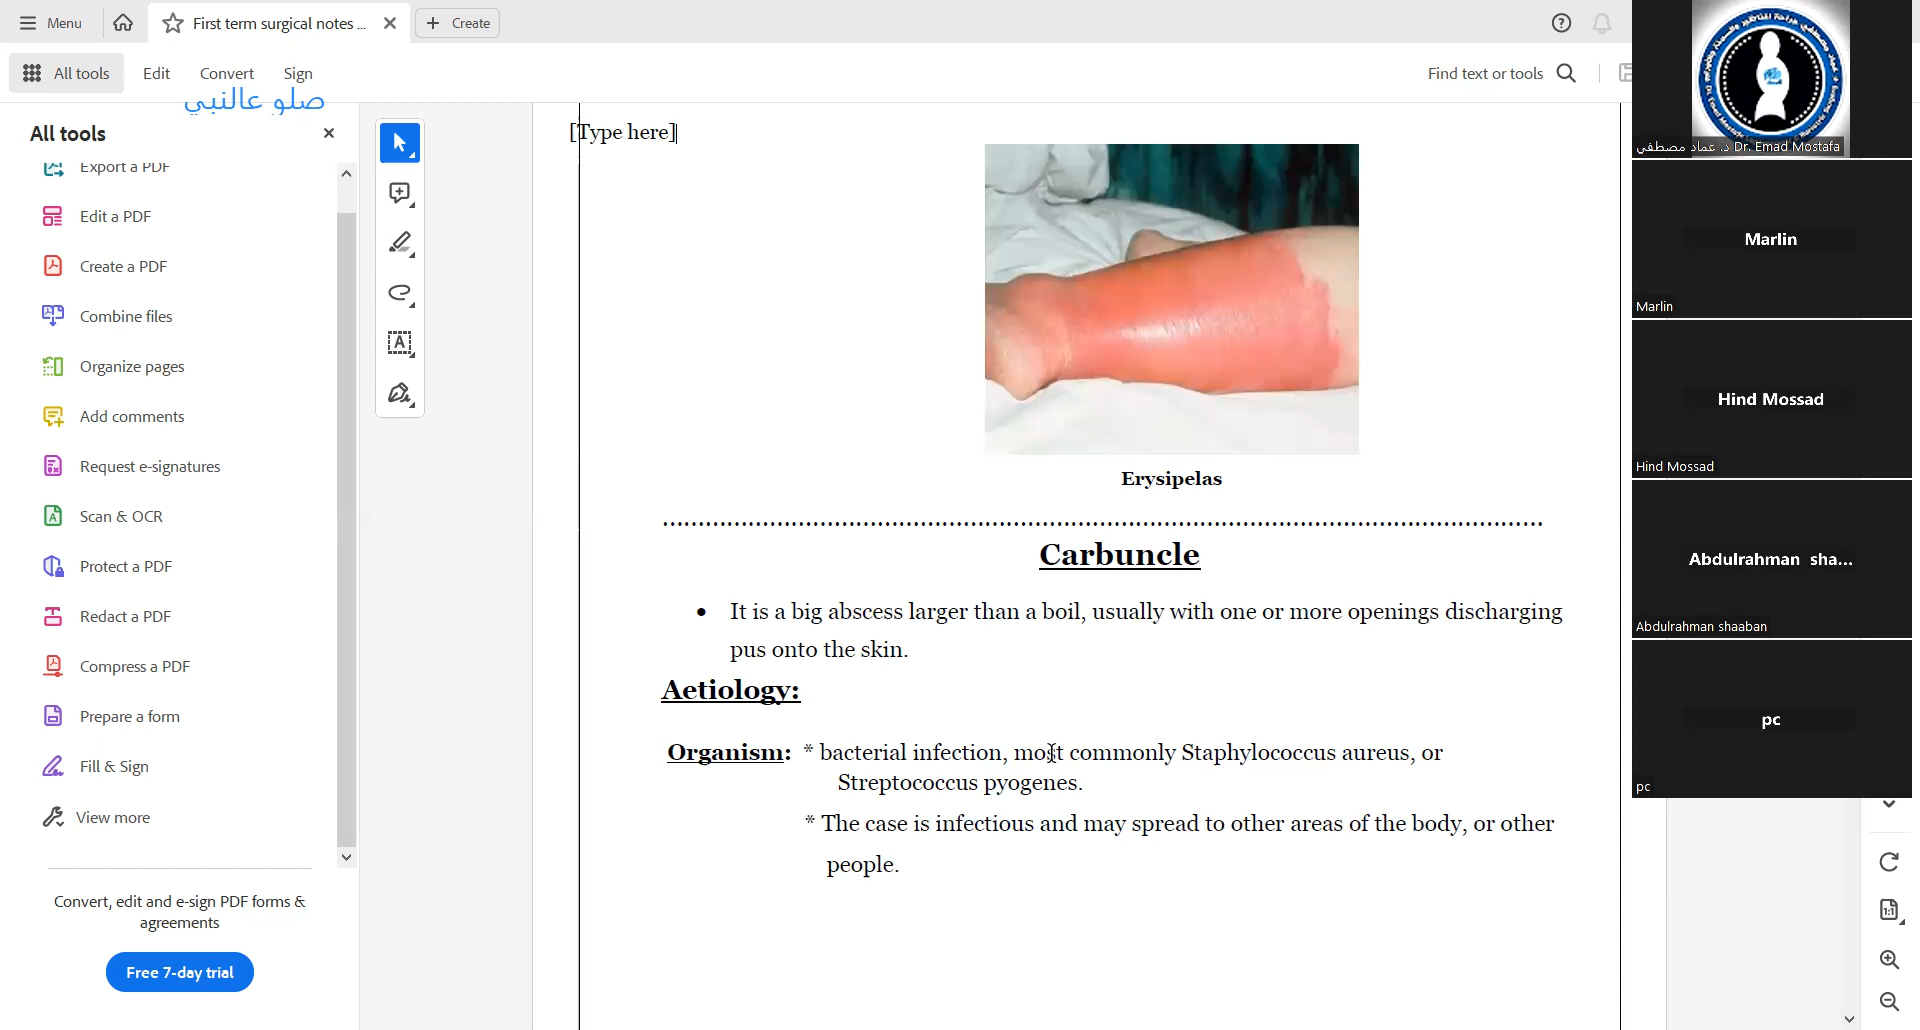 Menu
First term surgical notes ...
Create
All tools
Edit
Convert
Sign
Find text or tools
صلو عالنبي
All tools
Export a PDF
Edit a PDF
Create a PDF
Combine files
Organize pages
Add comments
Request e-signatures
Scan & OCR
Protect a PDF
Redact a PDF
Compress a PDF
Prepare a form
Fill & Sign
View more
Convert, edit and e-sign PDF forms &
agreements
Free 7-day trial
[Type here]
Erysipelas
Carbuncle
• It is a big abscess larger than a boil, usually with one or more openings discharging
pus onto the skin.
Aetiology:
Organism: * bacterial infection, most commonly Staphylococcus aureus, or
Streptococcus pyogenes.
* The case is infectious and may spread to other areas of the body, or other
people.
د. عماد مصطفي Dr. Emad Mostafa
Marlin
Marlin
Hind Mossad
Hind Mossad
Abdulrahman sha...
Abdulrahman shaaban
pc
pc
1:1